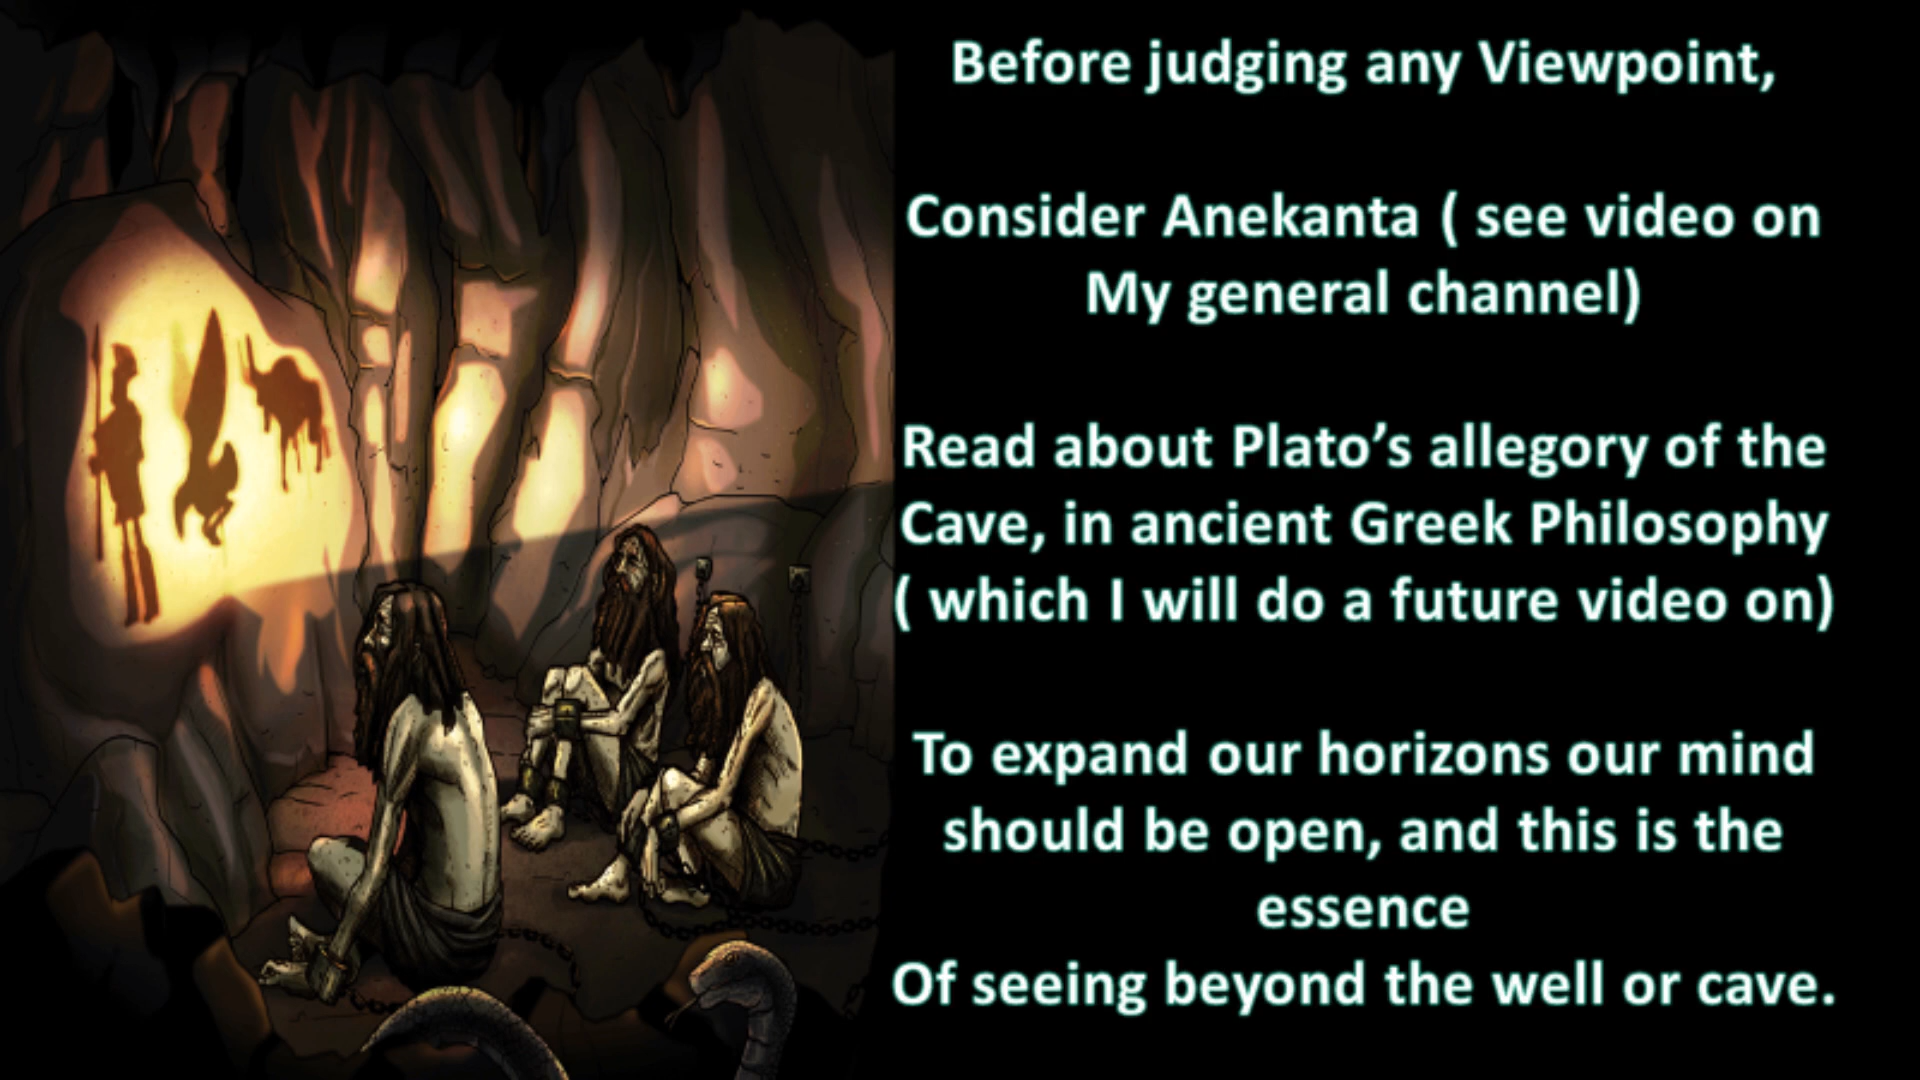 Before judging any Viewpoint,
Consider Anekanta ( see video on
My general channel)
Read about Plato’s allegory of the
Cave, in ancient Greek Philosophy
( which I will do a future video on)
To expand our horizons our mind
should be open, and this is the
essence
Of seeing beyond the well or cave.